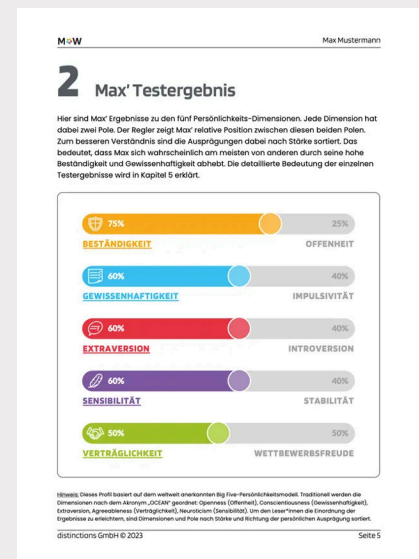 M W
Max Mustermann
2 Max' Testergebnis
Hier sind Max' Ergebnisse zu den fünf Persönlichkeits-Dimensionen. Jede Dimension hat
dabei zwei Pole. Der Regler zeigt Max' relative Position zwischen diesen beiden Polen.
Zum besseren Verständnis sind die Ausprägungen dabei nach Stärke sortiert. Das
bedeutet, dass Max sich wahrscheinlich am meisten von anderen durch seine hohe
Beständigkeit und Gewissenhaftigkeit abhebt. Die detaillierte Bedeutung der einzelnen
Testergebnisse wird in Kapitel 5 erklärt.
75% 25%
BESTÄNDIGKEIT OFFENHEIT
60% 40%
GEWISSENHAFTIGKEIT IMPULSIVITÄT
60% 40%
EXTRAVERSION INTROVERSION
60% 40%
SENSIBILITÄT STABILITÄT
50% 50%
VERTRÄGLICHKEIT WETTBEWERBSFREUDE
Hinweis: Dieses Profil basiert auf dem weltweit anerkannten Big Five-Persönlichkeitsmodell. Traditionell werden die
Dimensionen nach dem Akronym „OCEAN" geordnet: Openness (Offenheit), Conscientiousness (Gewissenhaftigkeit),
Extraversion, Agreeableness (Verträglichkeit), Neuroticism (Sensibilität). Um den Leser*innen die Einordnung der
Ergebnisse zu erleichtern, sind Dimensionen und Pole nach Stärke und Richtung der persönlichen Ausprägung sortiert.
distinctions GmbH © 2023 Seite 5